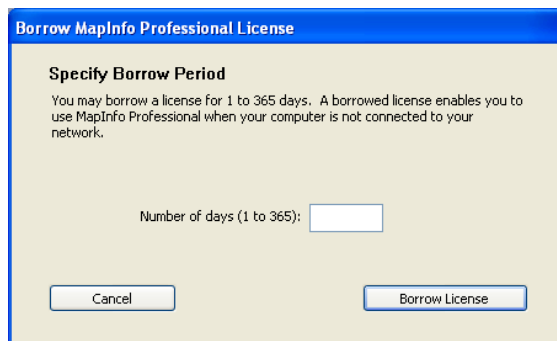 Borrow MapInfo Professional License
Specify Borrow Period
You may borrow a license for 1 to 365 days.  A borrowed license enables you to
use MapInfo Professional when your computer is not connected to your
network.
Number of days (1 to 365):
Cancel
Borrow License